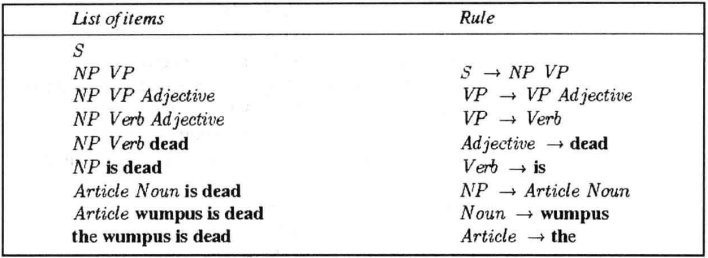 List of items Rule
S
NP VP S → NP VP
NP VP Adjective VP → VP Adjective
NP Verb Adjective VP → Verb
NP Verb dead Adjective → dead
NP is dead Verb → is
Article Noun is dead NP → Article Noun
Article wumpus is dead Noun → wumpus
the wumpus is dead Article → the